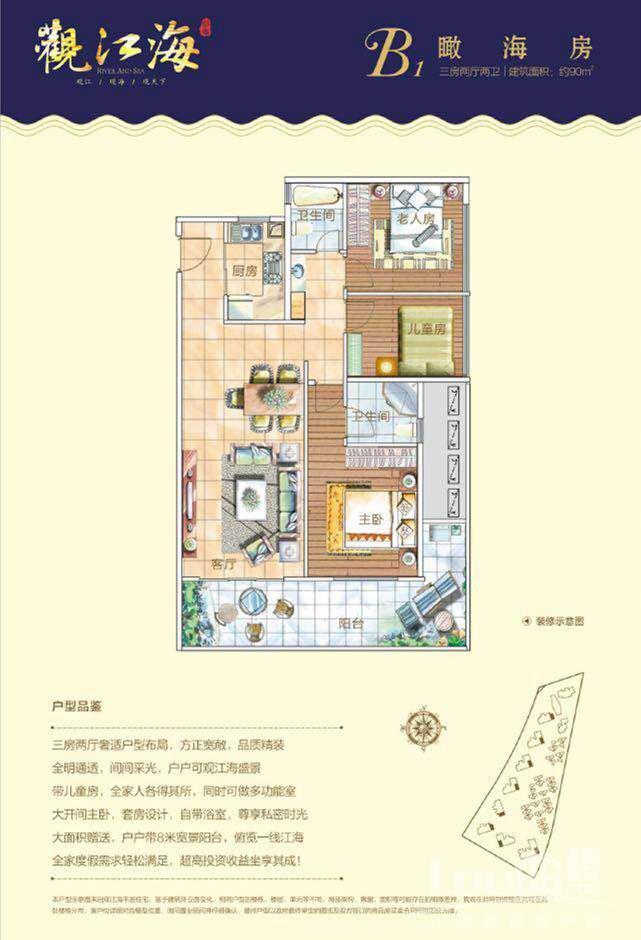 觀江海
RIVER AND SEA
观江 / 观海 / 观天下
B1 瞰海房
三房两厅两卫 | 建筑面积：约90m²
卫生间
老人房
厨房
儿童房
卫生间
主卧
客厅
阳台
装修示意图
户型品鉴
三房两厅奢适户型布局，方正宽敞，品质精装
全明通透，间间采光，户户可观江海盛景
带儿童房，全家人各得其所，同时可做多功能室
大开间主卧，套房设计，自带浴室，尊享私密时光
大面积赠送，户户带8米宽景阳台，俯览一线江海
全家度假需求轻松满足，超高投资收益坐享其成！